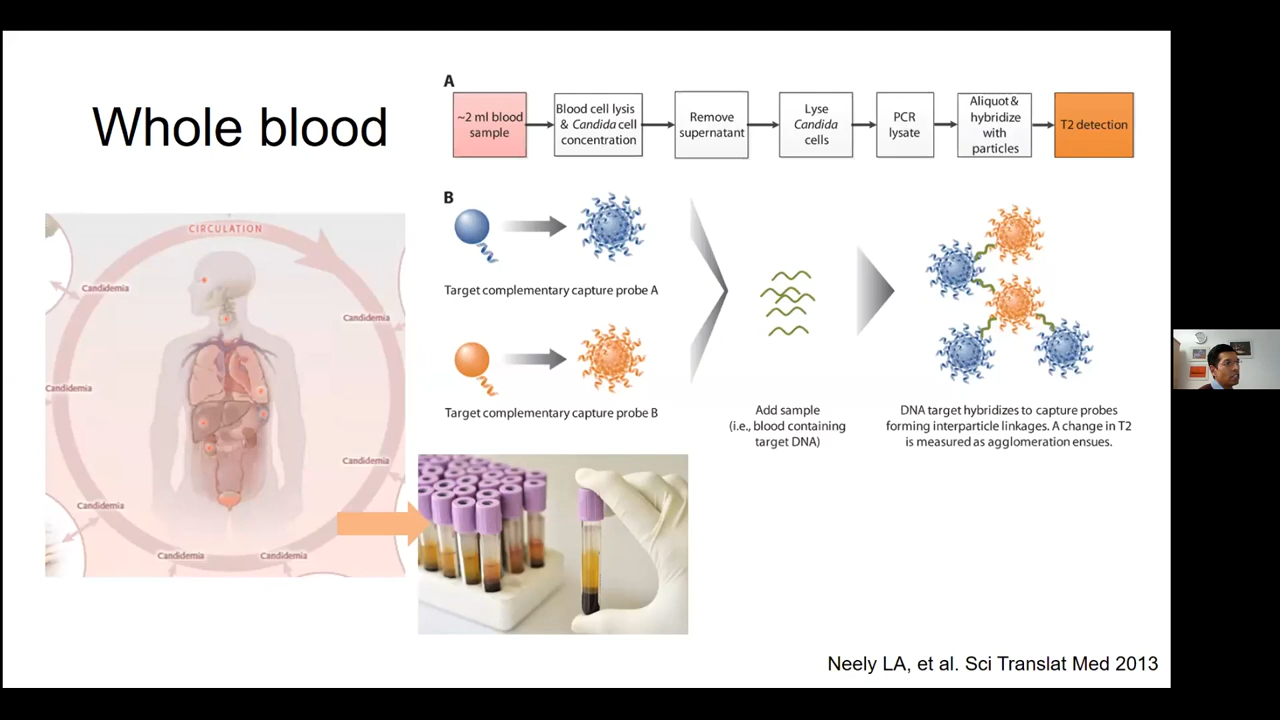 Whole blood
A
~2 ml blood
sample
Blood cell lysis
& Candida cell
concentration
Remove
supernatant
Lyse
Candida
cells
PCR
lysate
Aliquot &
hybridize
with
particles
T2 detection
B
Target complementary capture probe A
Target complementary capture probe B
Add sample
(i.e., blood containing
target DNA)
DNA target hybridizes to capture probes
forming interparticle linkages. A change in T2
is measured as agglomeration ensues.
CIRCULATION
Candidemia
Candidemia
Candidemia
Candidemia
Candidemia
Candidemia
Candidemia
Neely LA, et al. Sci Translat Med 2013